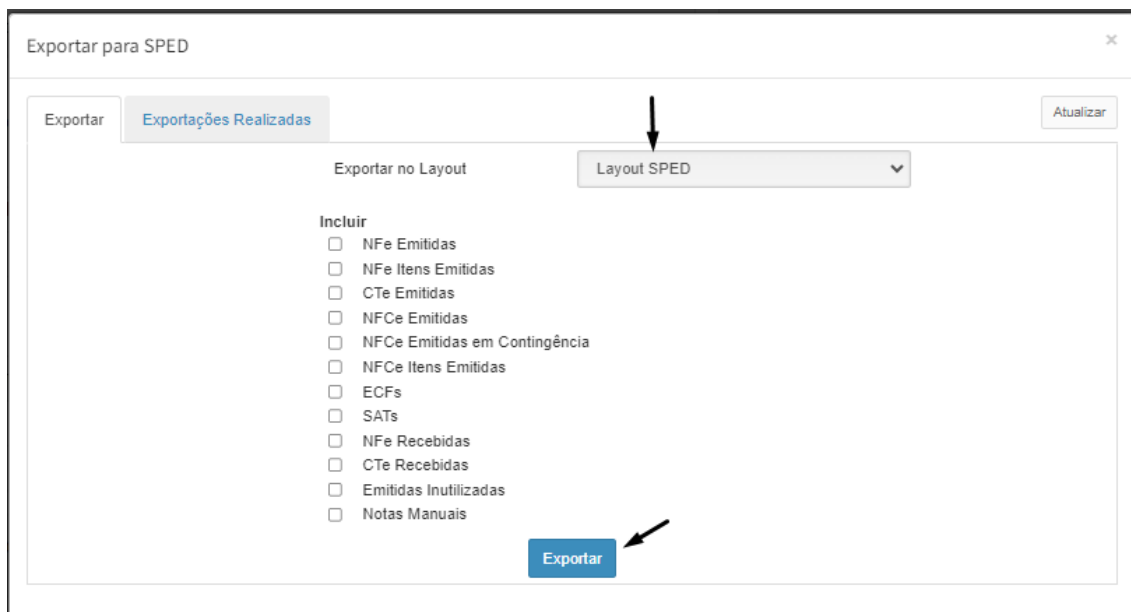 Exportar para SPED
×
Exportar
Exportações Realizadas
Atualizar
Exportar no Layout
Layout SPED
Incluir
NFe Emitidas
NFe Itens Emitidas
CTe Emitidas
NFCe Emitidas
NFCe Emitidas em Contingência
NFCe Itens Emitidas
ECFs
SATs
NFe Recebidas
CTe Recebidas
Emitidas Inutilizadas
Notas Manuais
Exportar